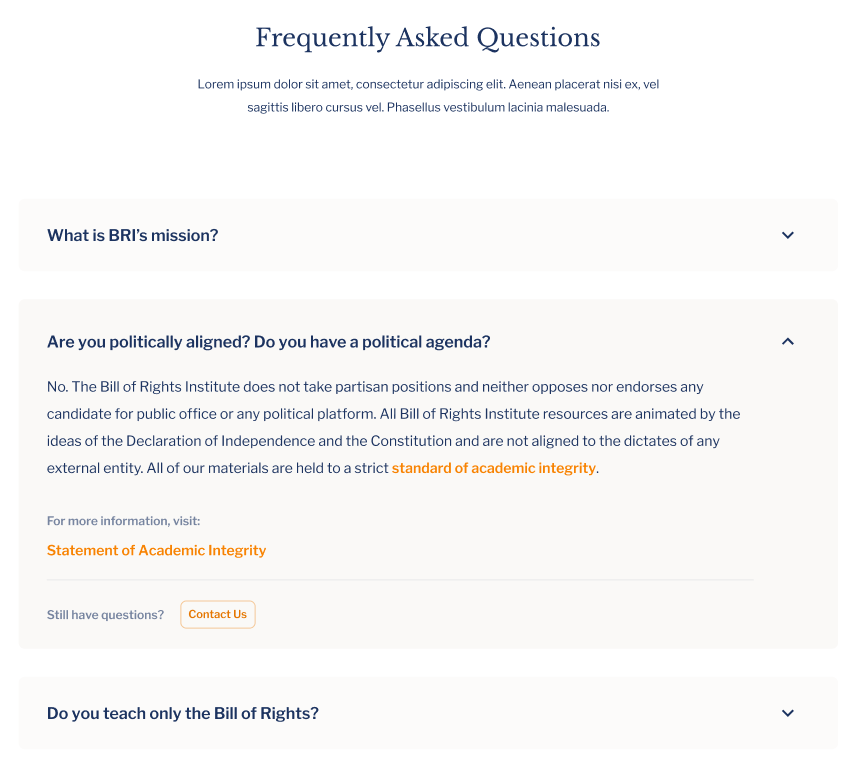 Frequently Asked Questions
Lorem ipsum dolor sit amet, consectetur adipiscing elit. Aenean placerat nisi ex, vel
sagittis libero cursus vel. Phasellus vestibulum lacinia malesuada.
What is BRI’s mission?
Are you politically aligned? Do you have a political agenda?
No. The Bill of Rights Institute does not take partisan positions and neither opposes nor endorses any
candidate for public office or any political platform. All Bill of Rights Institute resources are animated by the
ideas of the Declaration of Independence and the Constitution and are not aligned to the dictates of any
external entity. All of our materials are held to a strict standard of academic integrity.
For more information, visit:
Statement of Academic Integrity
Still have questions? Contact Us
Do you teach only the Bill of Rights?